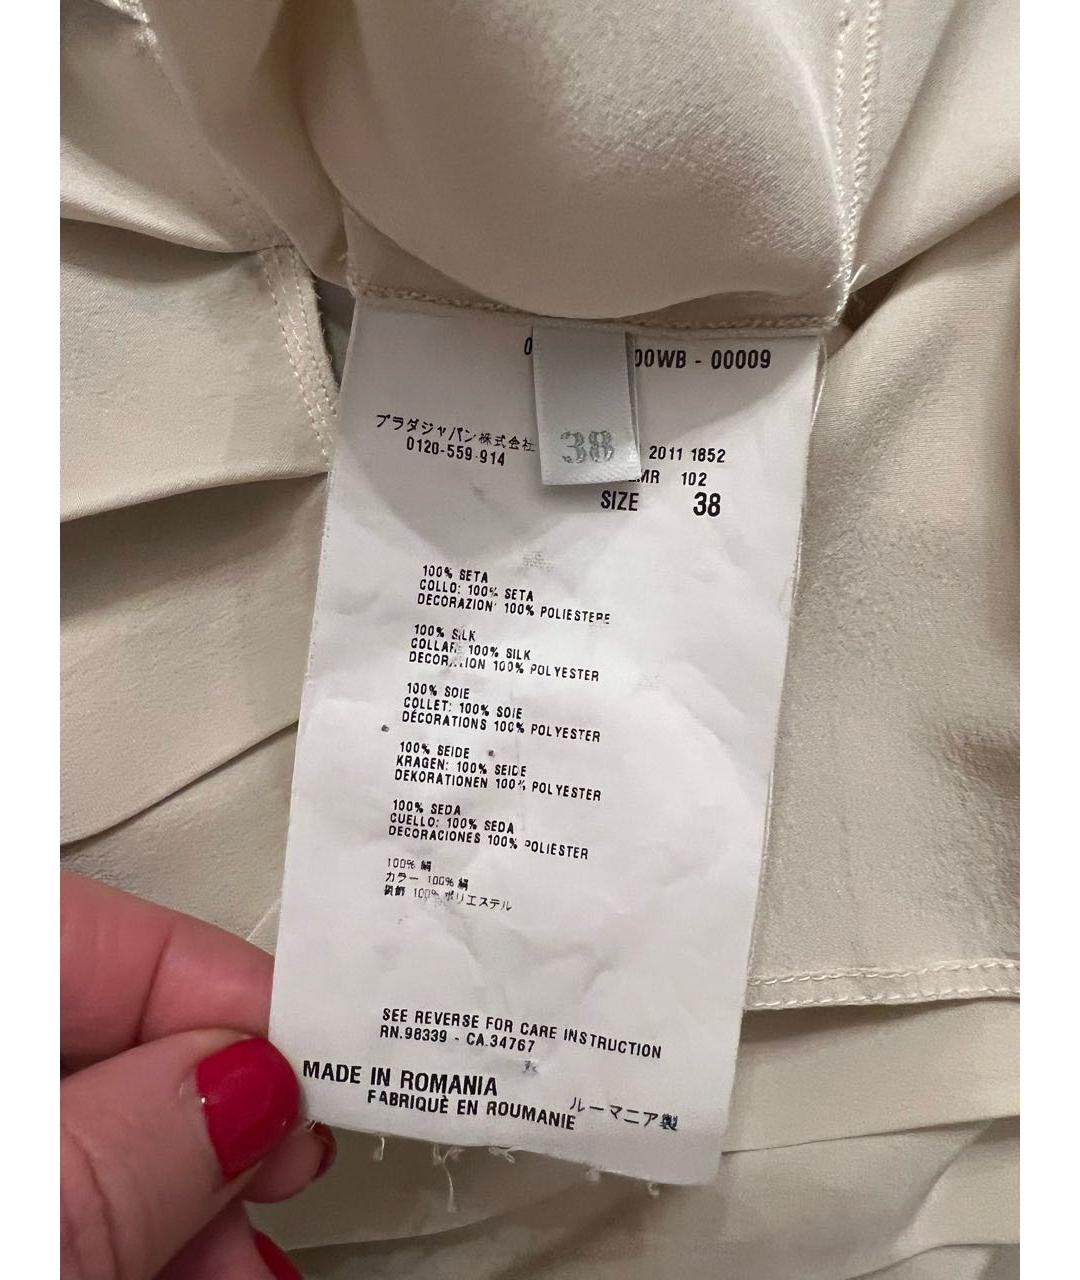 00WB - 00009
38
プラダジャパン株式会社
0120-559-914
2011 1852
MR 102
SIZE 38
100% SETA
COLLO: 100% SETA
DECORAZION' 100% POLIESTERE
100% SILK
COLLAR 100% SILK
DECORATION 100% POLYESTER
100% SOIE
COLLET: 100% SOIE
DÉCORATIONS 100% POLYESTER
100% SEIDE
KRAGEN: 100% SEIDE
DEKORATIONEN 100% POLYESTER
100% SEDA
CUELLO: 100% SEDA
DECORACIONES 100% POLIESTER
100% 絹
カラー 100% 絹
100% ポリエステル
SEE REVERSE FOR CARE INSTRUCTION
RN.98339 - CA.34767
MADE IN ROMANIA
FABRIQUÈ EN ROUMANIE ルーマニア製